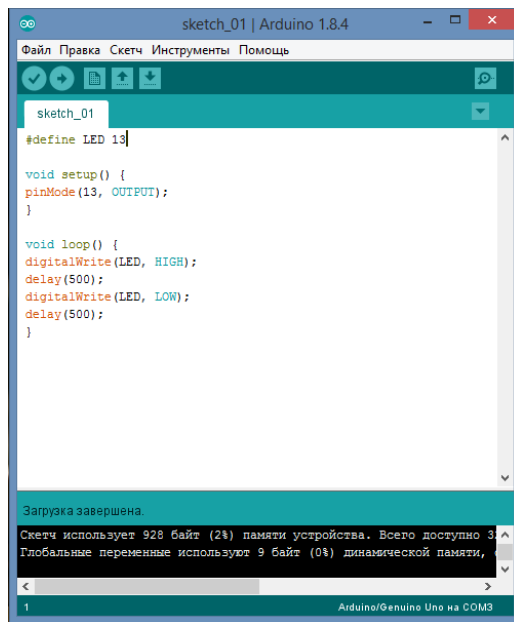 sketch_01 | Arduino 1.8.4
Файл Правка Скетч Инструменты Помощь
sketch_01
#define LED 13
void setup() {
pinMode(13, OUTPUT);
}
void loop() {
digitalWrite(LED, HIGH);
delay(500);
digitalWrite(LED, LOW);
delay(500);
}
Загрузка завершена.
Скетч использует 928 байт (2%) памяти устройства. Всего доступно
Глобальные переменные используют 9 байт (0%) динамической памяти,
1 Arduino/Genuino Uno на COM3